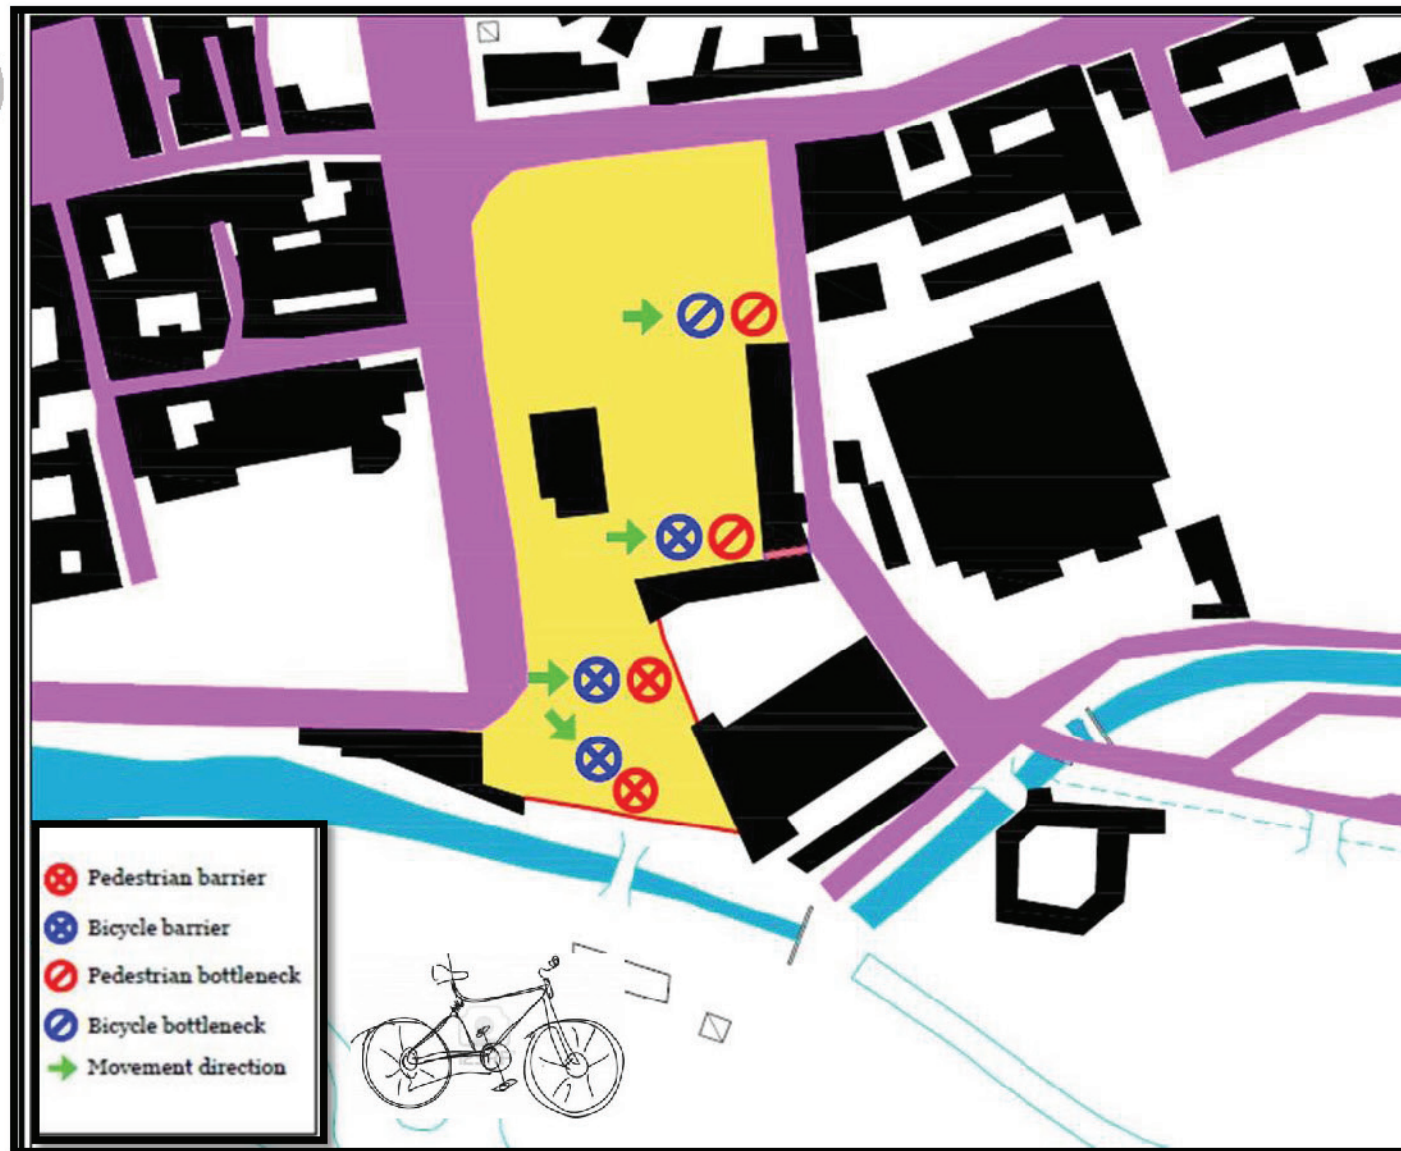 Pedestrian barrier
Bicycle barrier
Pedestrian bottleneck
Bicycle bottleneck
Movement direction